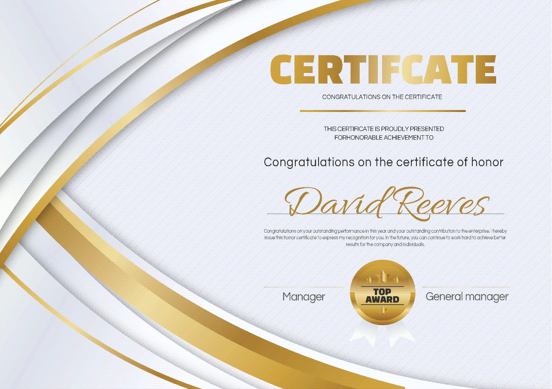 CERTIFCATE
CONGRATULATIONS ON THE CERTIFICATE
THIS CERTIFICATE IS PROUDLY PRESENTED
FORHONORABLE ACHIEVEMENT TO
Congratulations on the certificate of honor
David Reeves
Congratulations on your outstanding performance in this year and your outstanding contribution to the enterprise. I hereby
issue this honor certificate to express my recognition for you. In the future, you can continue to work hard to achieve better
results for the company and individuals.
Manager
TOP
AWARD
General manager